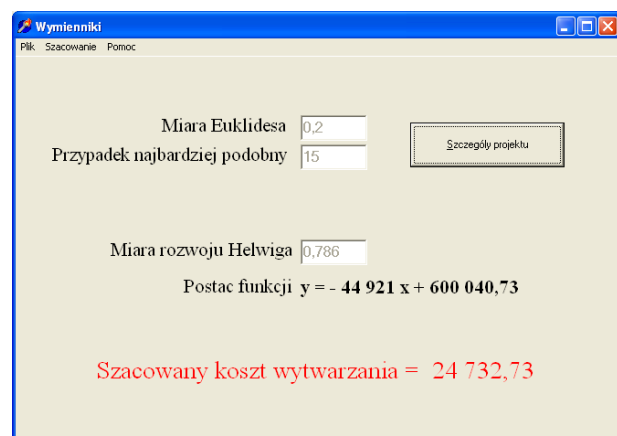 Wymienniki
Plik Szacowanie Pomoc
Miara Euklidesa 0,2
Szczegóły projektu
Przypadek najbardziej podobny 15
Miara rozwoju Helwiga 0,786
Postac funkcji y = - 44 921 x + 600 040,73
Szacowany koszt wytwarzania = 24 732,73